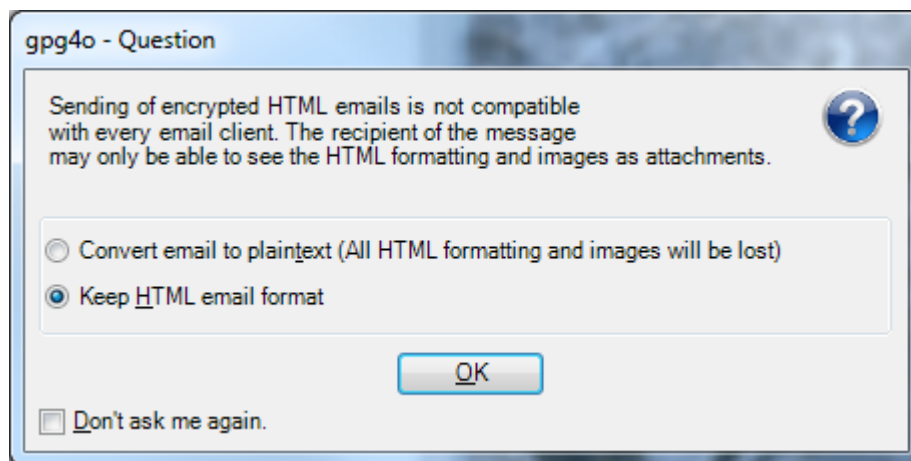 gpg4o - Question
Sending of encrypted HTML emails is not compatible
with every email client. The recipient of the message
may only be able to see the HTML formatting and images as attachments.
Convert email to plaintext (All HTML formatting and images will be lost)
Keep HTML email format
OK
Don't ask me again.